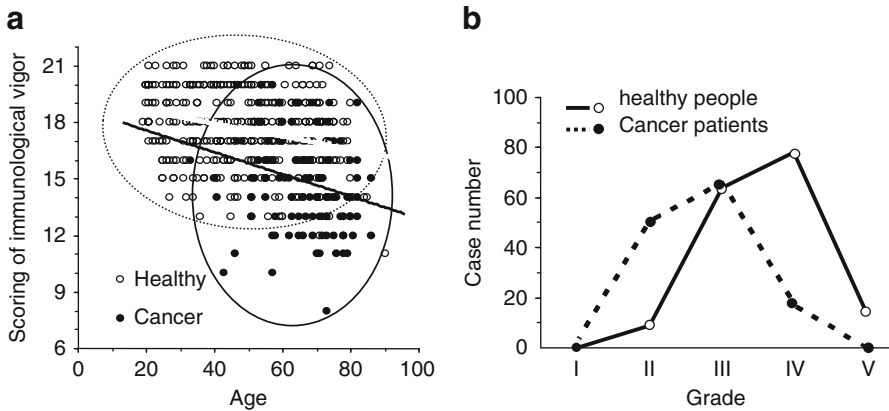 a
Scoring of immunological vigor
21
18
15
12
9
6
Healthy
Cancer
0 20 40 60 80 100
Age
b
healthy people
Cancer patients
Case number
100
80
60
40
20
0
I II III IV V
Grade